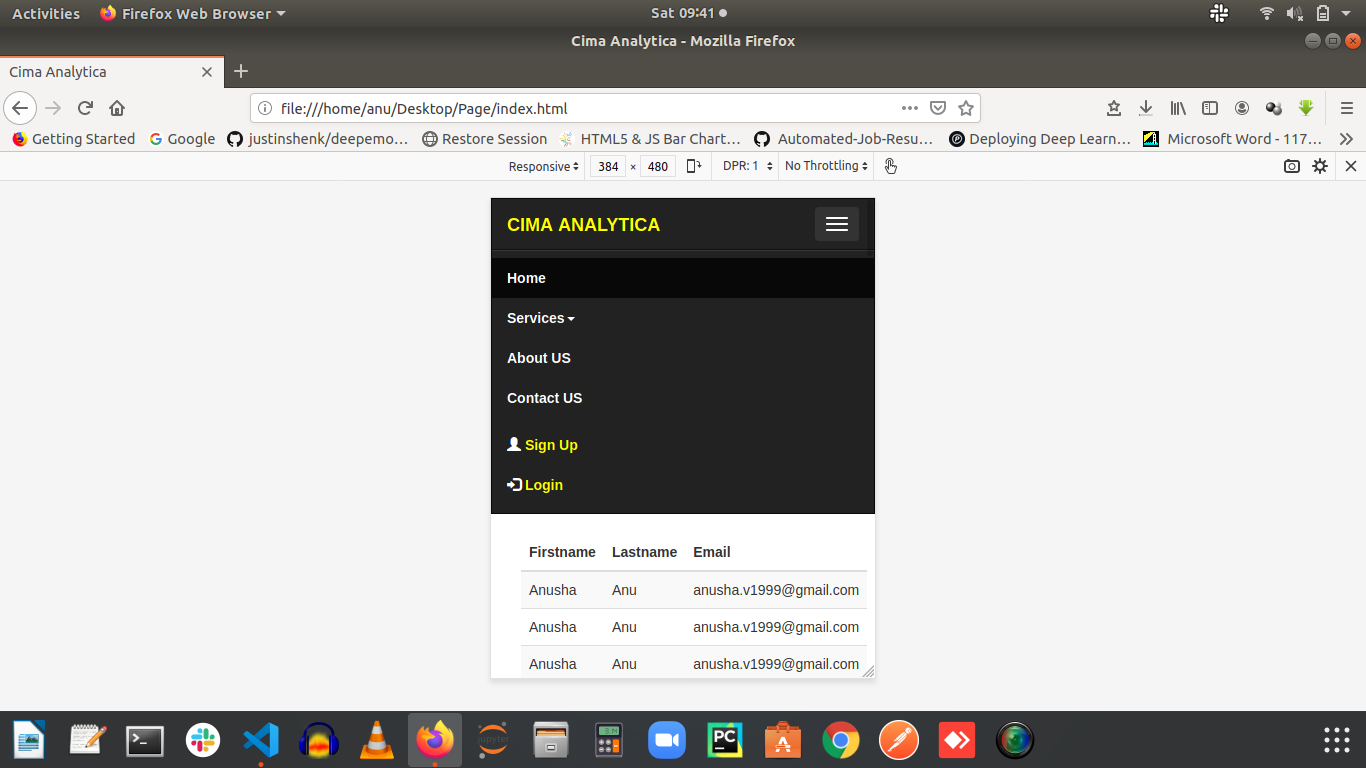 Activities Firefox Web Browser Sat 09:41
Cima Analytica - Mozilla Firefox
Cima Analytica
file:///home/anu/Desktop/Page/index.html
Getting Started Google justinshenk/deepemo… Restore Session HTML5 & JS Bar Chart… Automated-Job-Resu… Deploying Deep Learn… Microsoft Word - 117…
Responsive 384 × 480 DPR: 1 No Throttling
CIMA ANALYTICA
Home
Services
About US
Contact US
Sign Up
Login
Firstname Lastname Email
Anusha Anu anusha.v1999@gmail.com
Anusha Anu anusha.v1999@gmail.com
Anusha Anu anusha.v1999@gmail.com